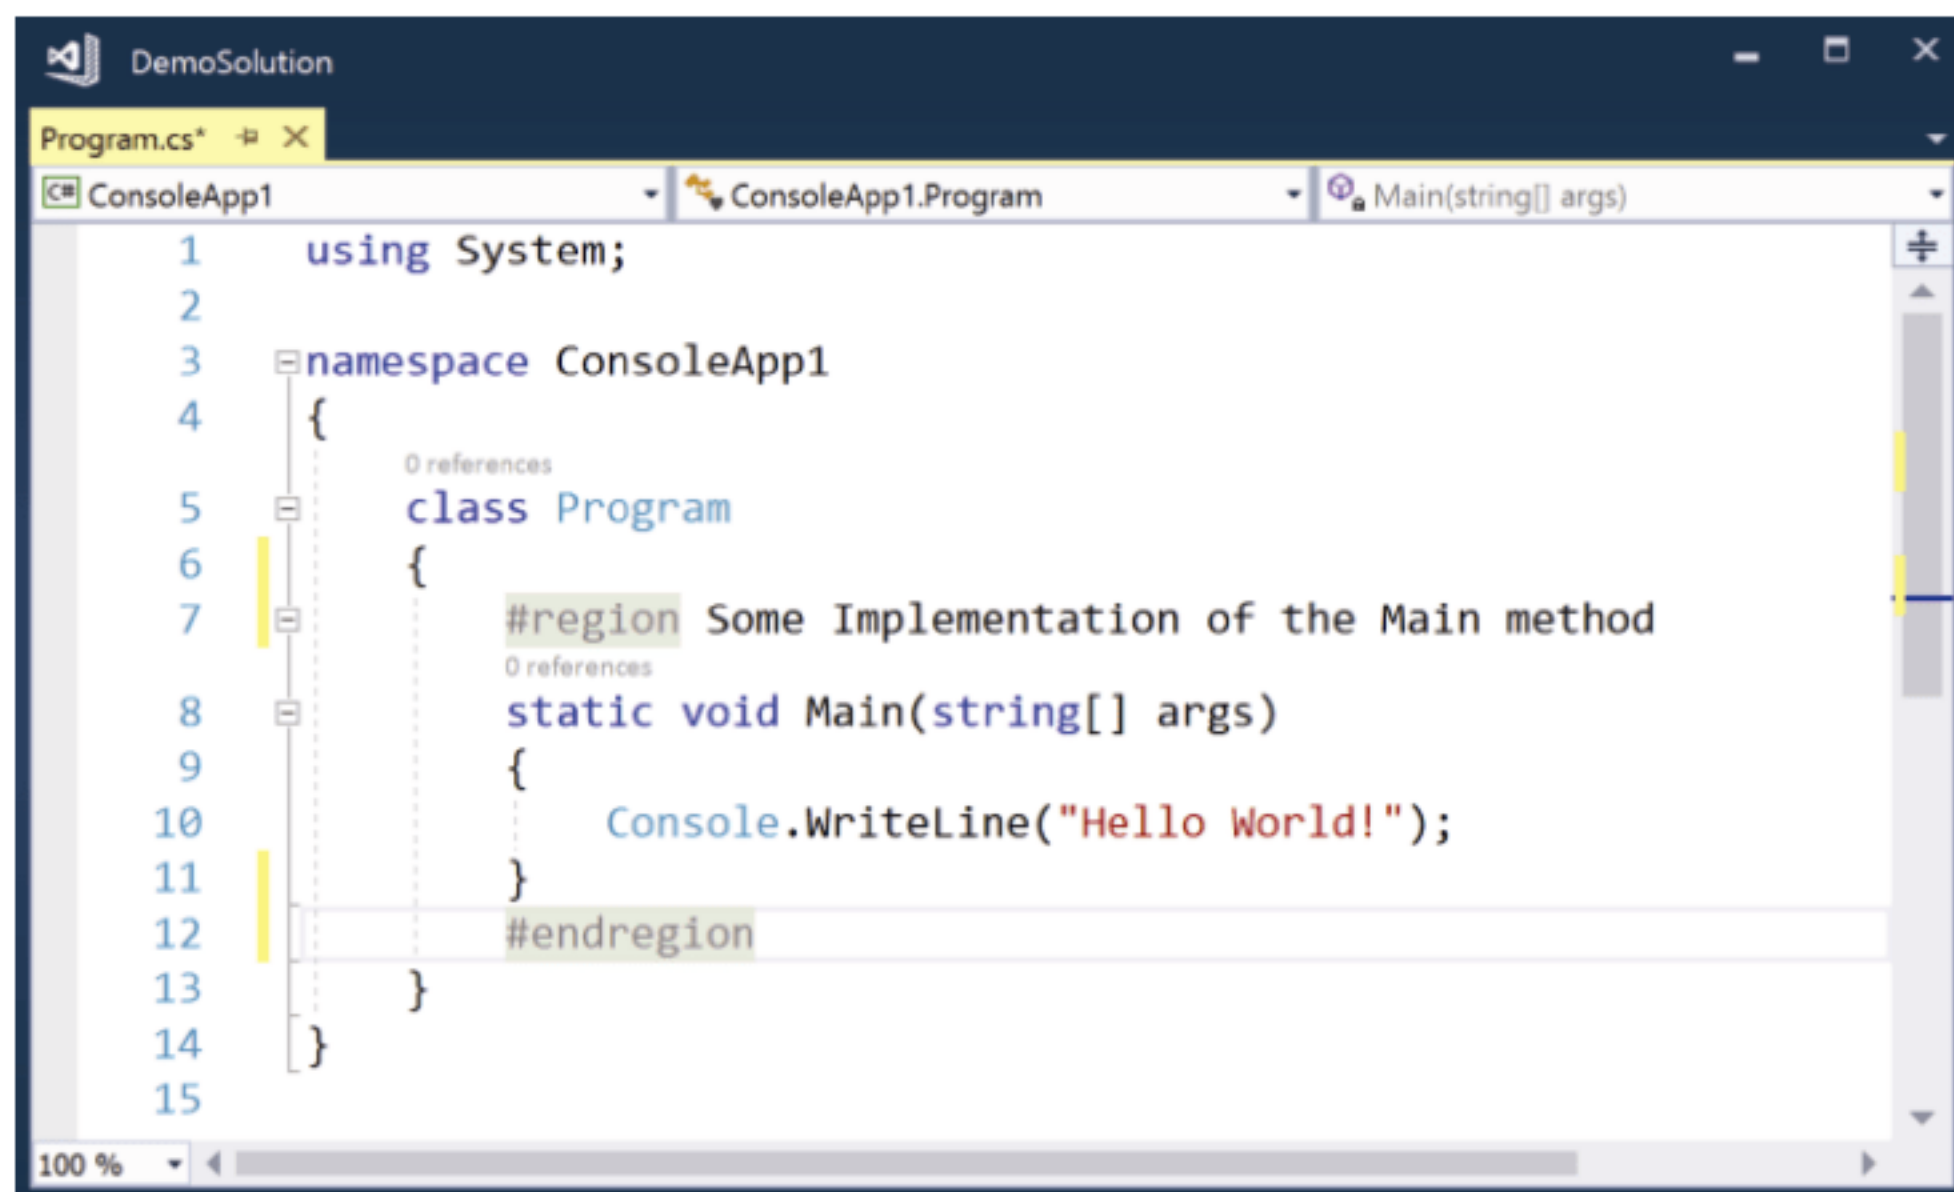 DemoSolution
Program.cs*
C# ConsoleApp1 ConsoleApp1.Program Main(string[] args)
1 using System;
2
3 namespace ConsoleApp1
4 {
0 references
5 class Program
6 {
7 #region Some Implementation of the Main method
0 references
8 static void Main(string[] args)
9 {
10 Console.WriteLine("Hello World!");
11 }
12 #endregion
13 }
14 }
15
100 %